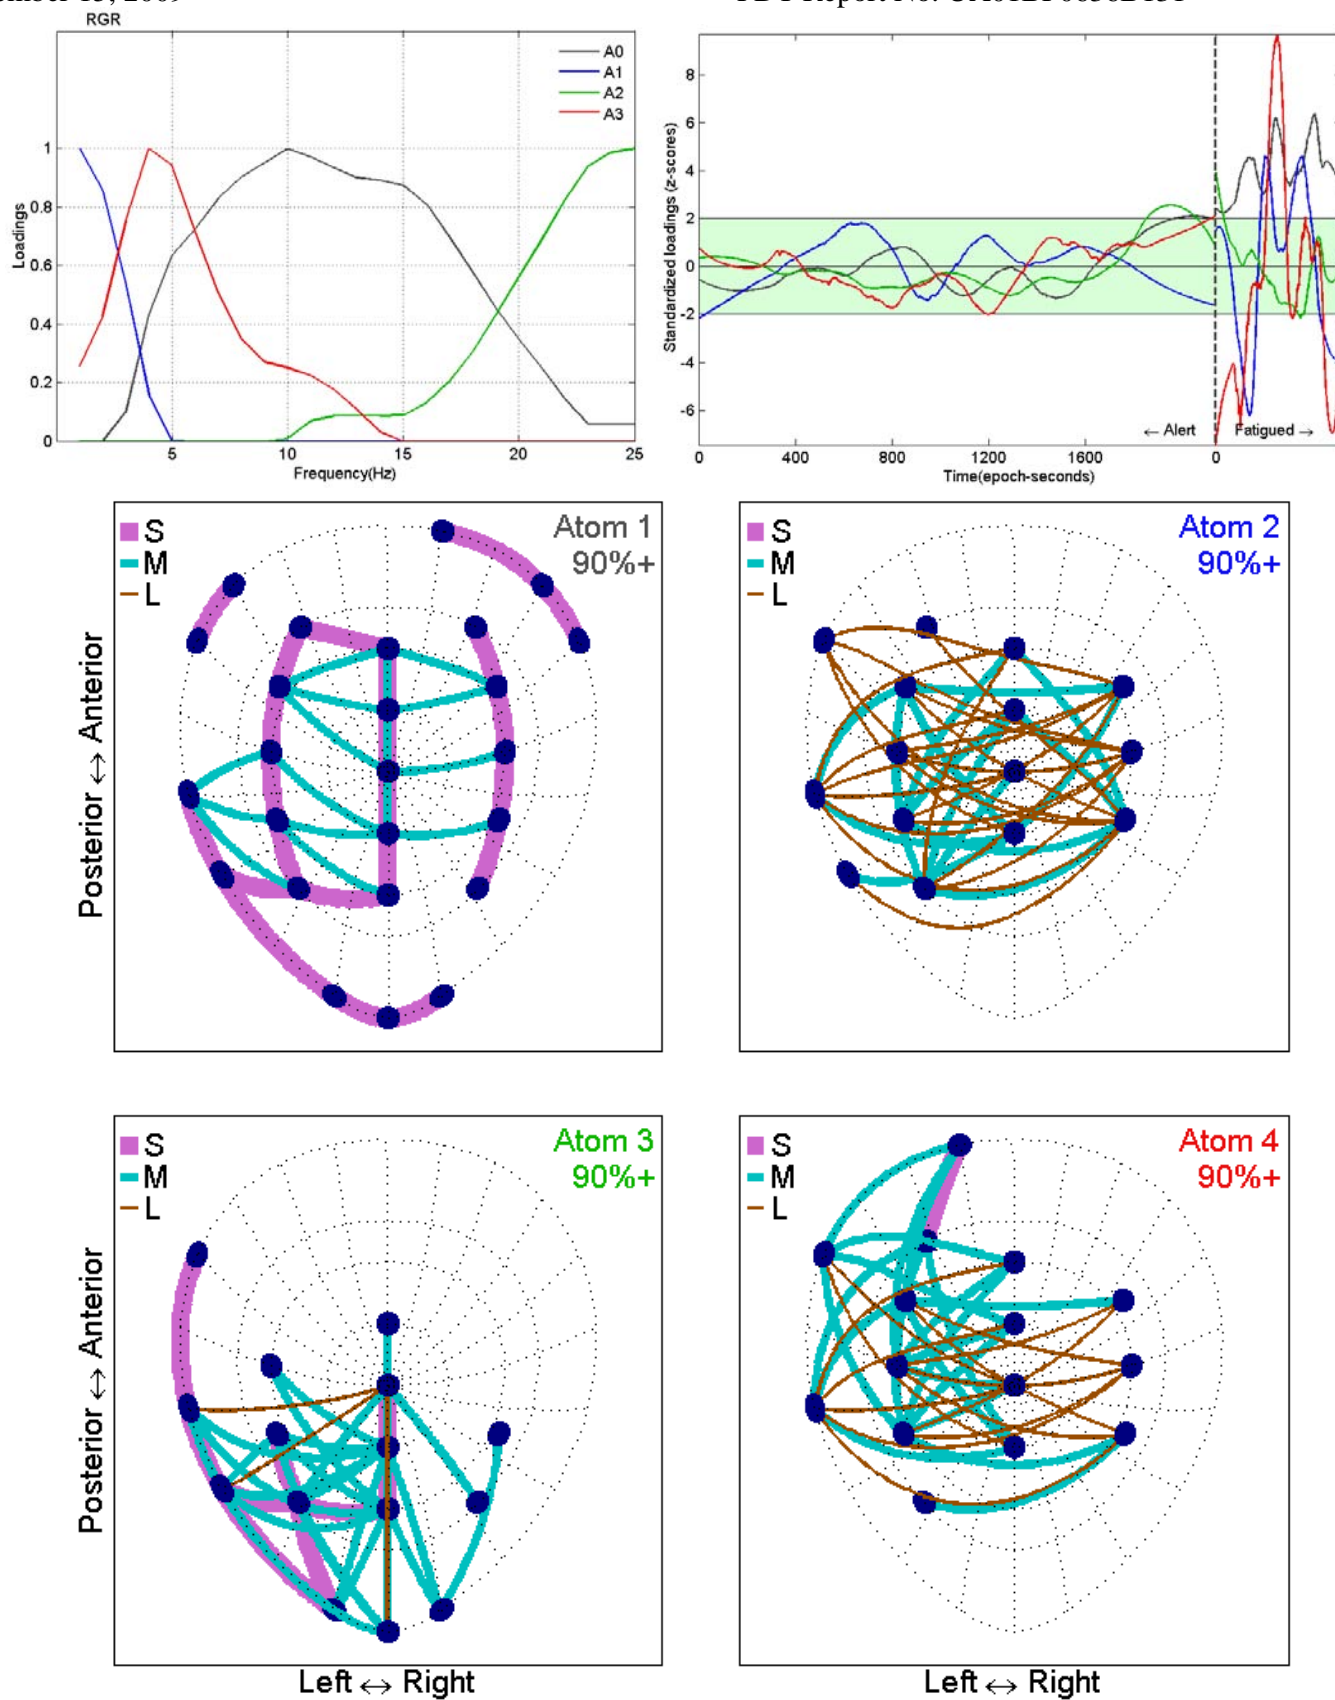 RGR
A0
A1
A2
A3
Loadings
1
0.8
0.6
0.4
0.2
0
5
10
15
20
25
Frequency(Hz)
Standardized loadings (z-scores)
8
6
4
2
0
-2
-4
-6
← Alert
Fatigued →
0
400
800
1200
1600
0
Time(epoch-seconds)
S
M
L
Atom 1
90%+
Posterior ↔ Anterior
S
M
L
Atom 2
90%+
S
M
L
Atom 3
90%+
Posterior ↔ Anterior
Left ↔ Right
S
M
L
Atom 4
90%+
Left ↔ Right